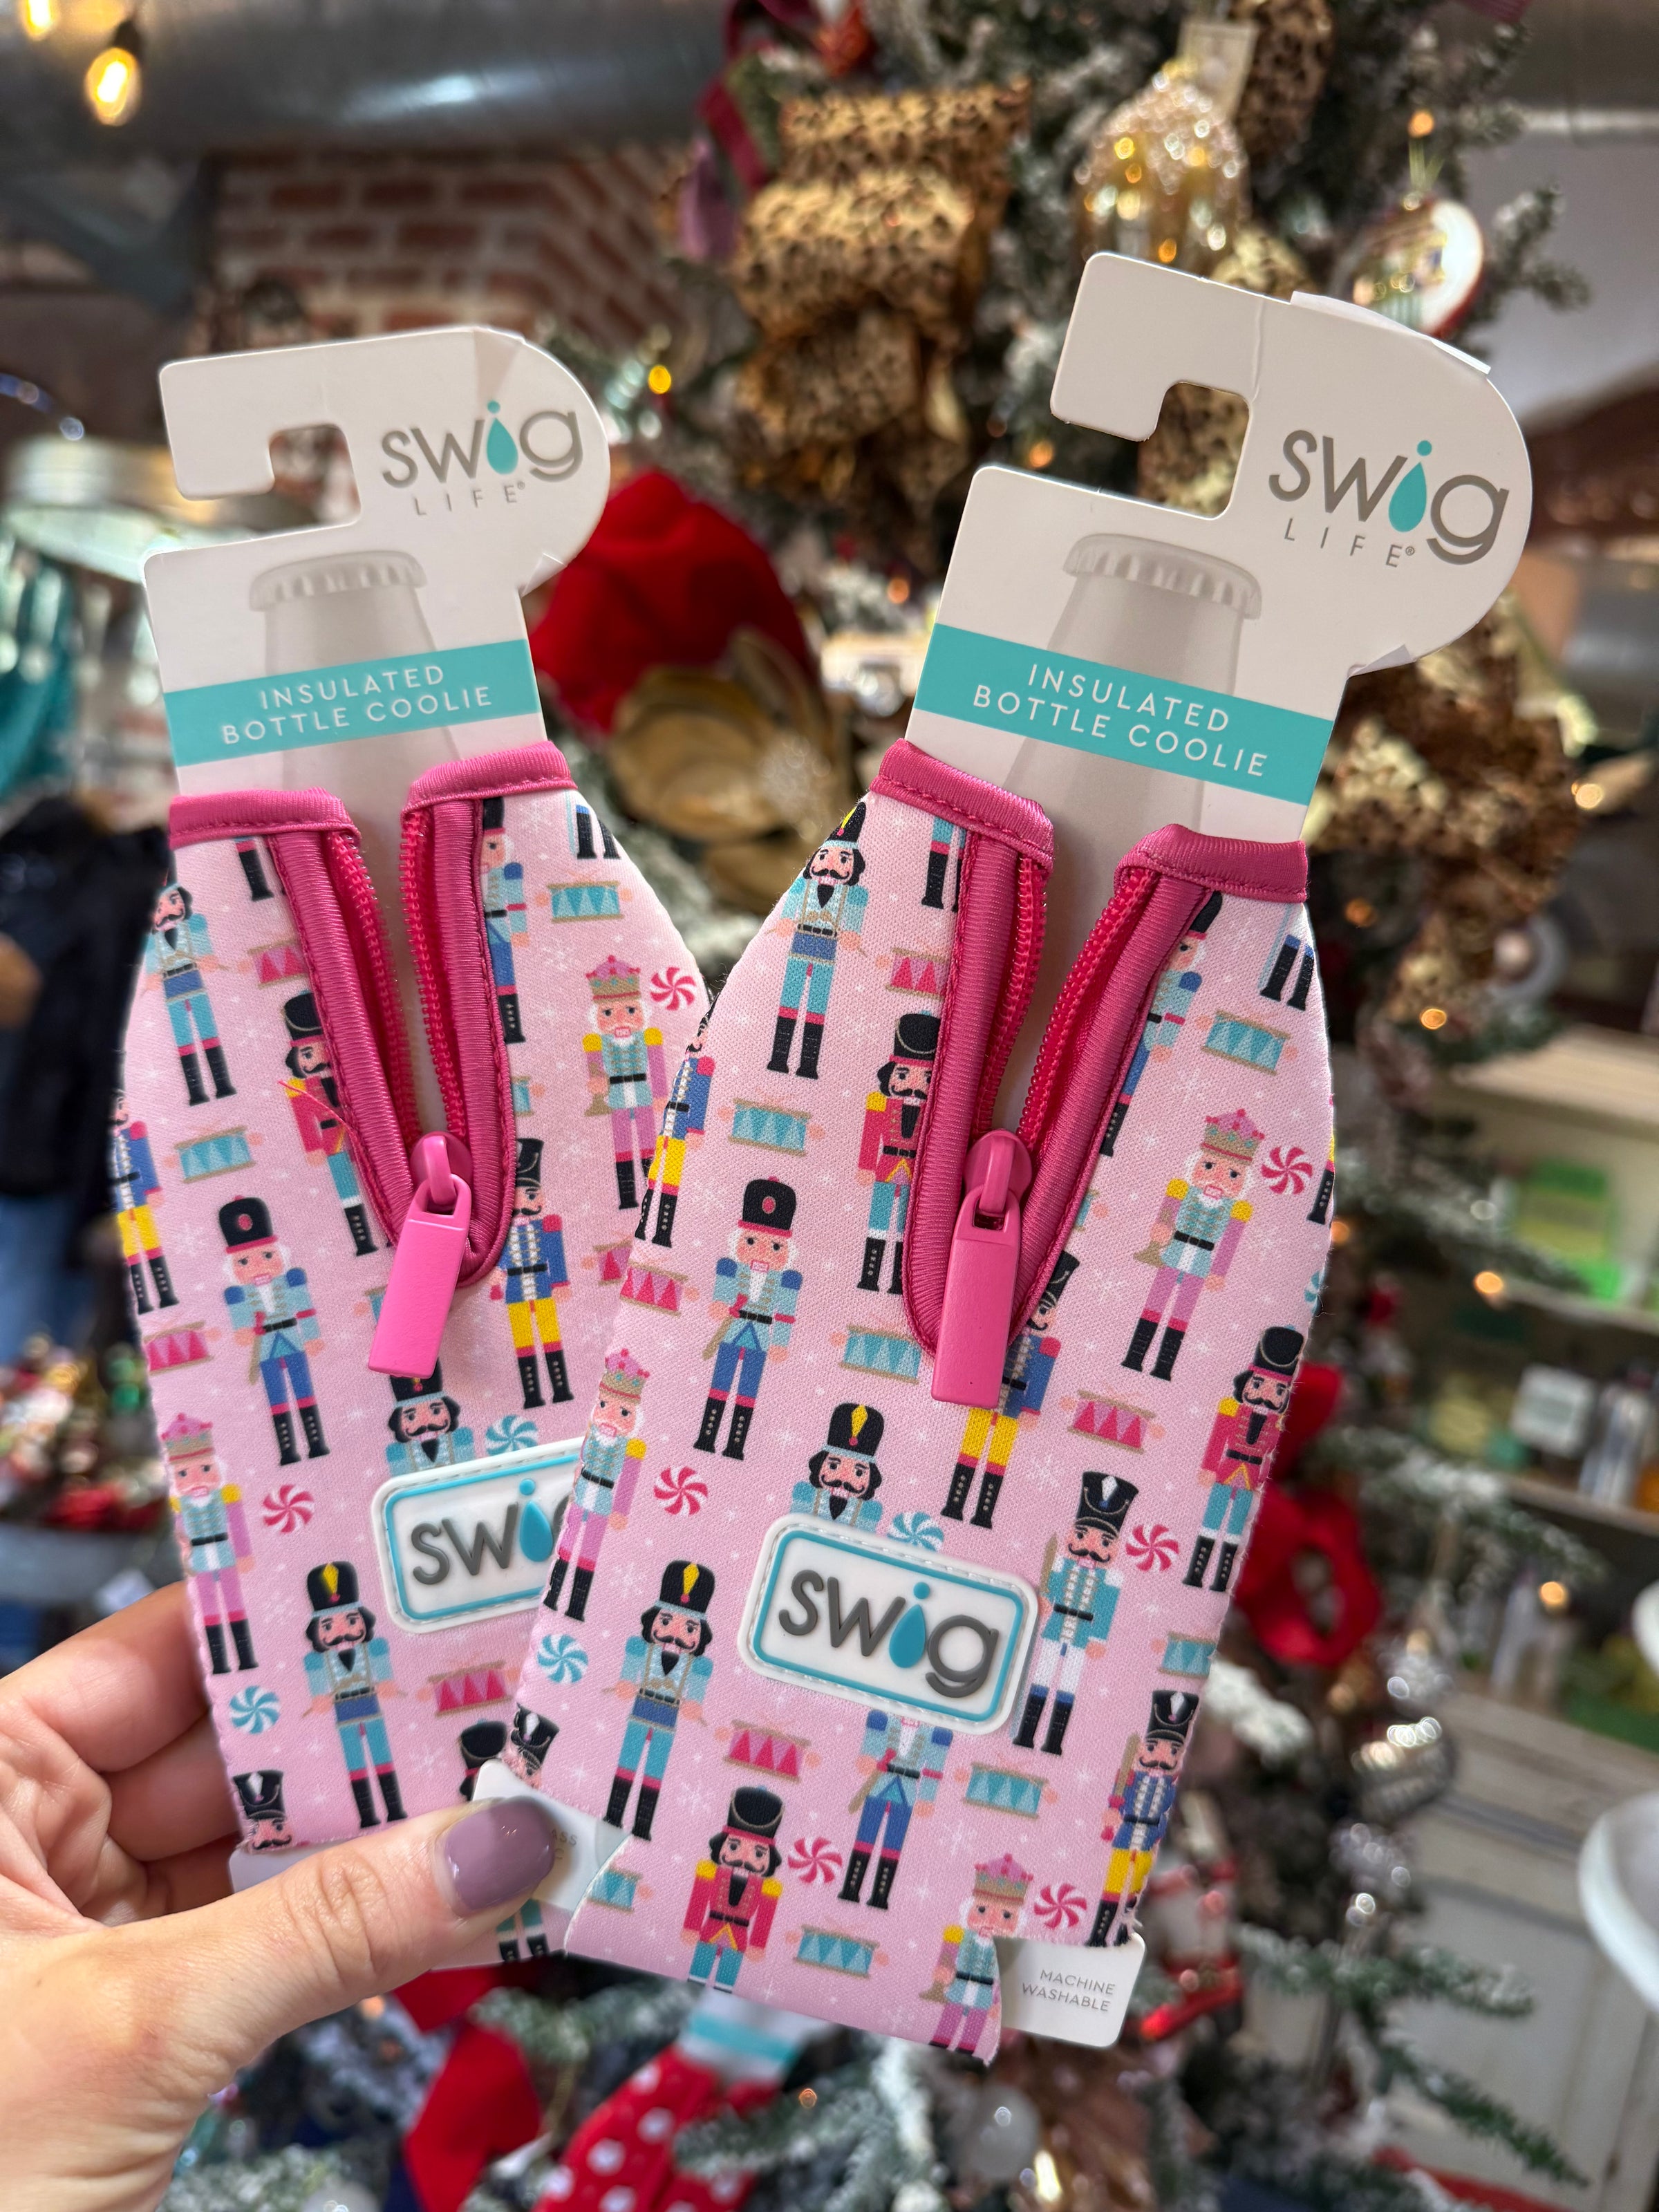 swig
LIFE®
INSULATED
BOTTLE COOLIE
swig
LIFE®
INSULATED
BOTTLE COOLIE
swig
swig
MACHINE
WASHABLE